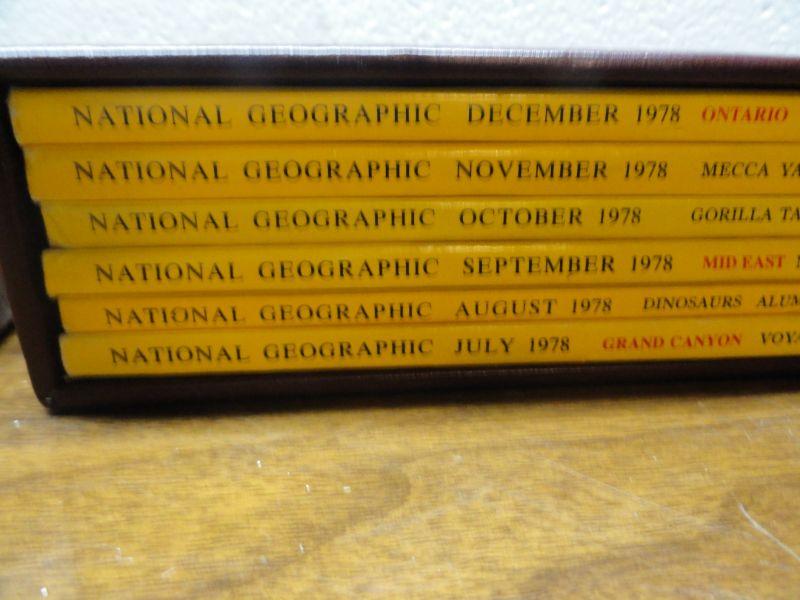 NATIONAL GEOGRAPHIC DECEMBER 1978 ONTARIO
NATIONAL GEOGRAPHIC NOVEMBER 1978 MECCA
NATIONAL GEOGRAPHIC OCTOBER 1978 GORILLA
NATIONAL GEOGRAPHIC SEPTEMBER 1978 MID EAST
NATIONAL GEOGRAPHIC AUGUST 1978 DINOSAURS
NATIONAL GEOGRAPHIC JULY 1978 GRAND CANYON